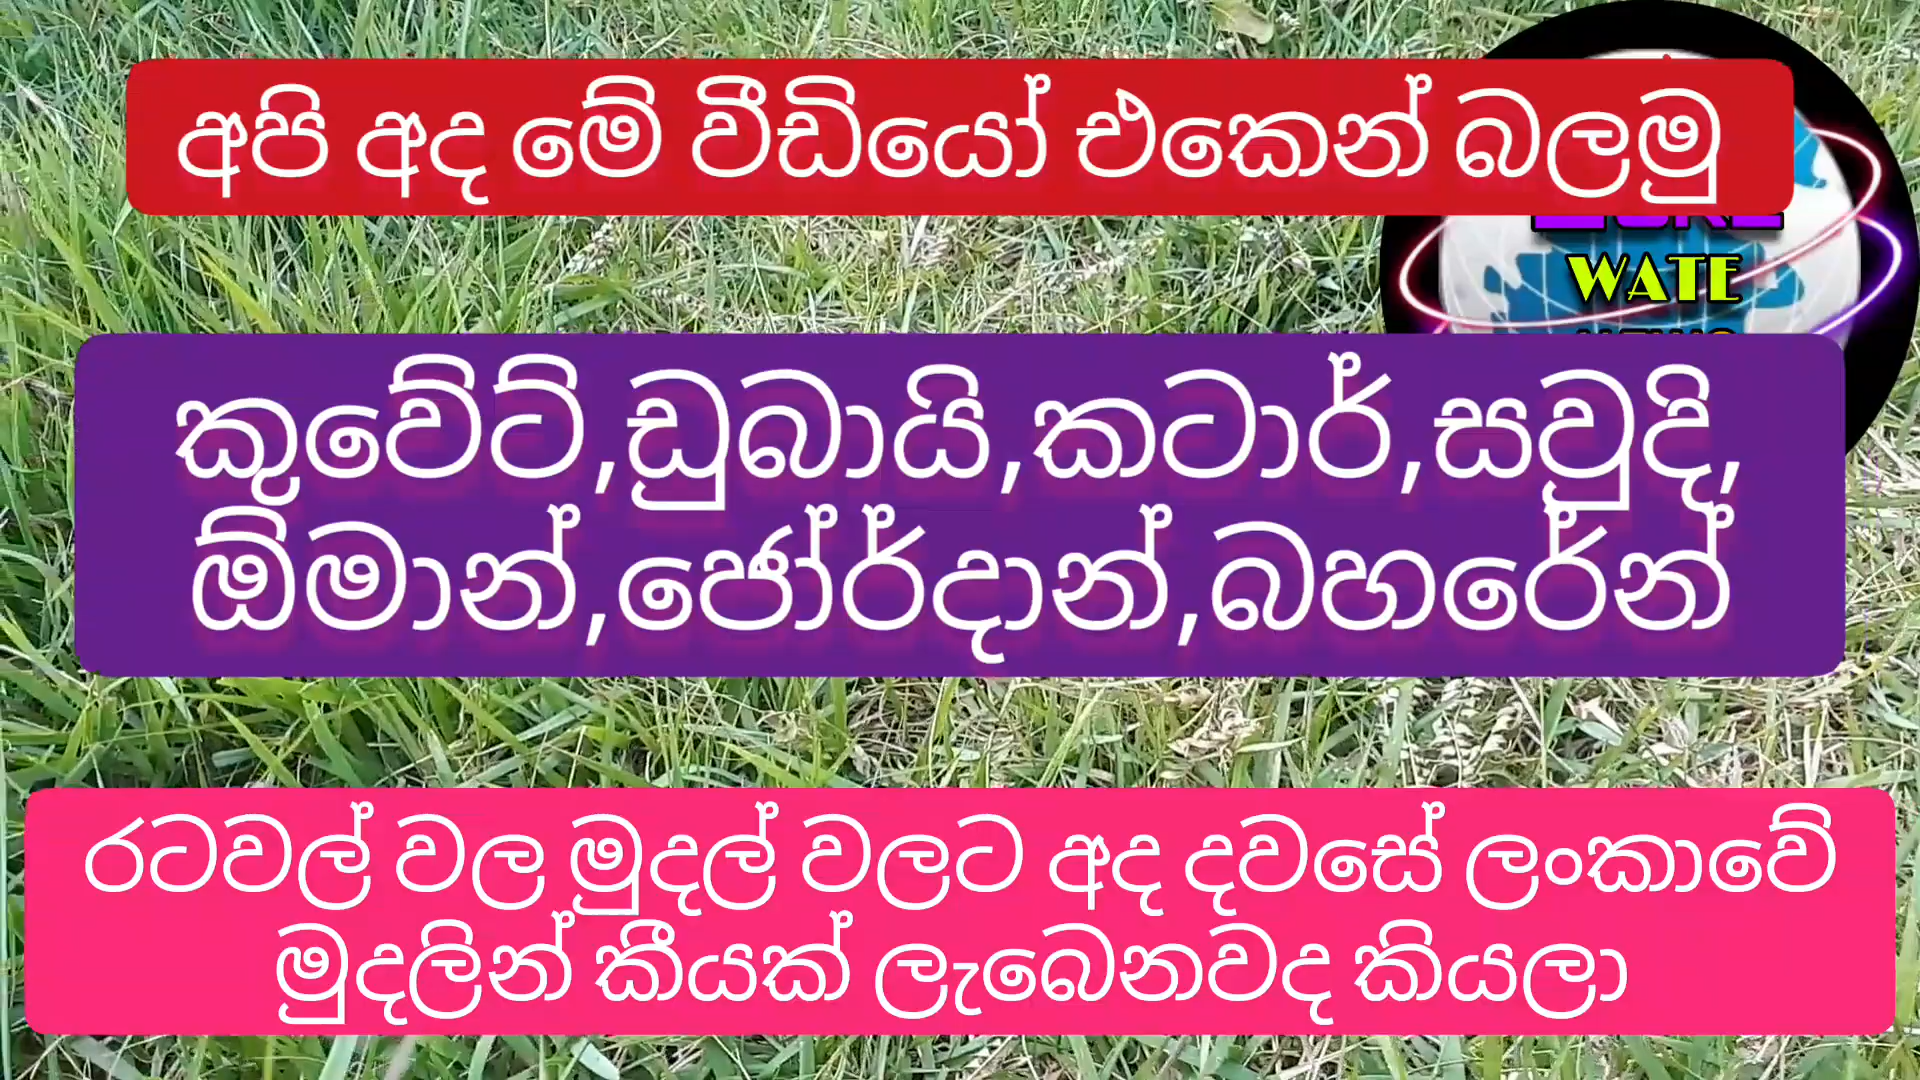 අපි අද මේ වීඩියෝ එකෙන් බලමු
WATE
කුවේට්,ඩුබායි,කටාර්,සවුදි,
ඕමාන්,ජෝර්දාන්,බහරේන්
රටවල් වල මුදල් වලට අද දවසේ ලංකාවේ
මුදලින් කීයක් ලැබෙනවද කියලා